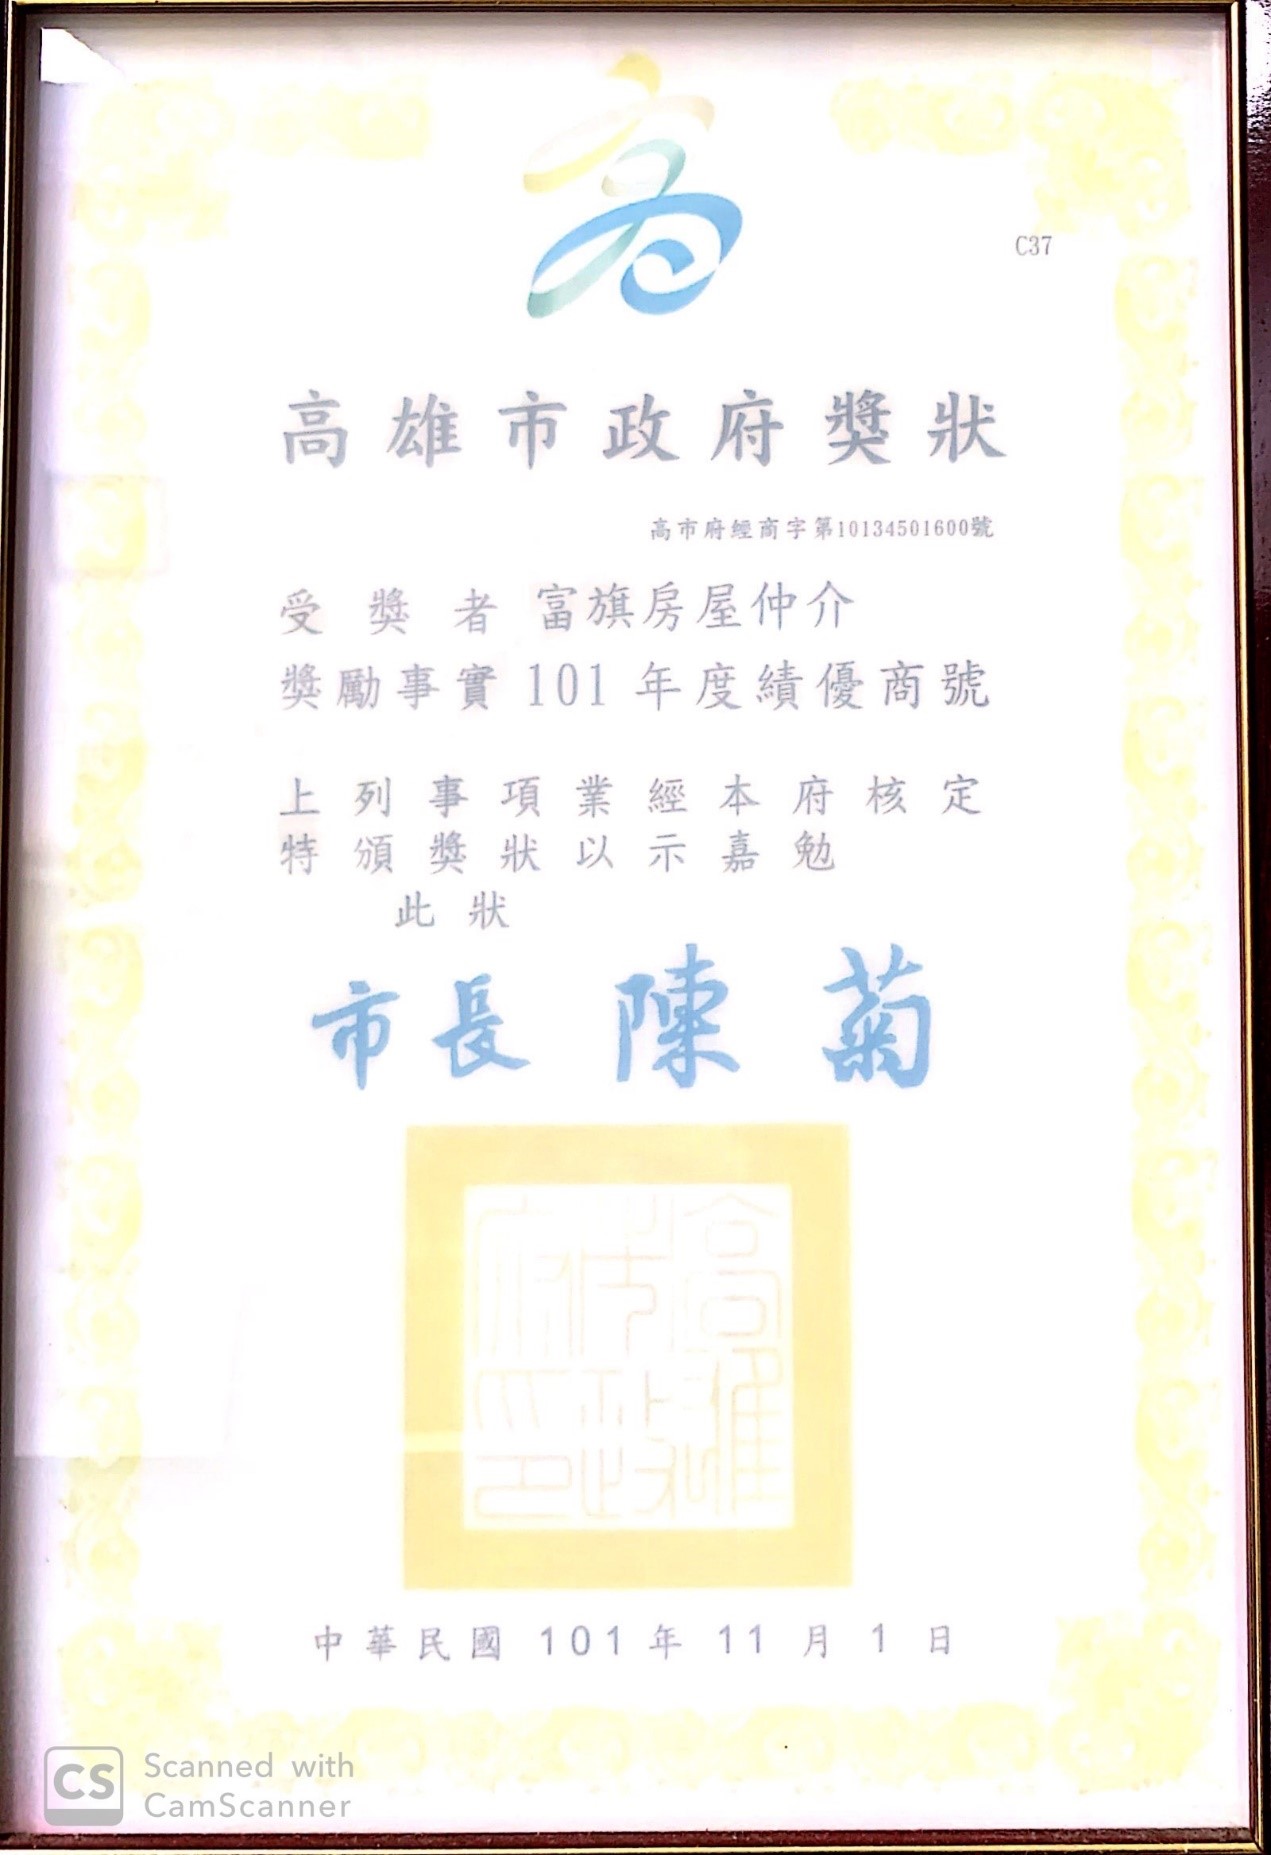 C37
高雄市政府獎狀
高市府經商字第10134501600號
受獎者 富旗房屋仲介
獎勵事實 101 年度績優商號
上列事項業經本府核定
特頒獎狀以示嘉勉
此狀
市長 陳菊
高雄市政府印
中華民國 101 年 11 月 1 日
CS
Scanned with
CamScanner